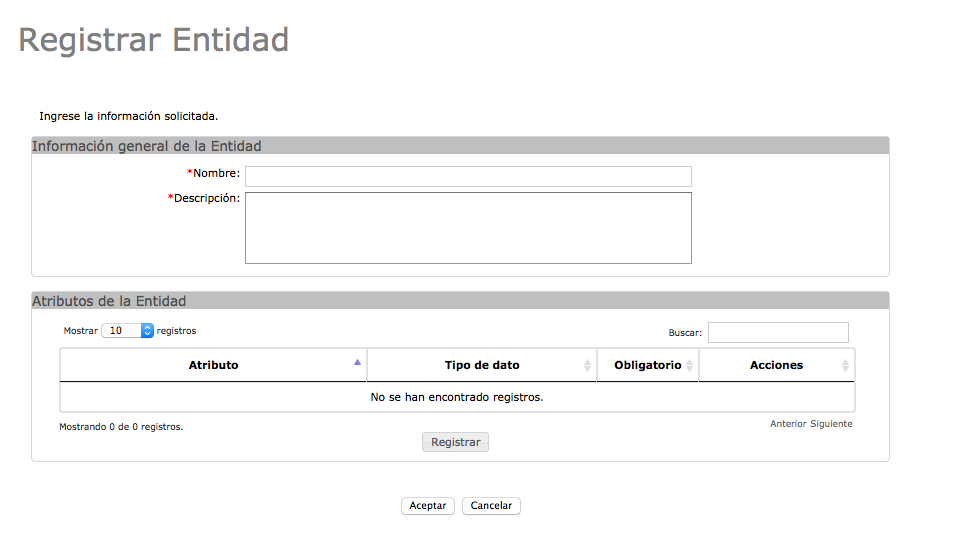 Registrar Entidad
Ingrese la información solicitada.
Información general de la Entidad
*Nombre:
*Descripción:
Atributos de la Entidad
Mostrar 10 registros Buscar:
Atributo Tipo de dato Obligatorio Acciones
No se han encontrado registros.
Mostrando 0 de 0 registros. Anterior Siguiente
Registrar
Aceptar Cancelar